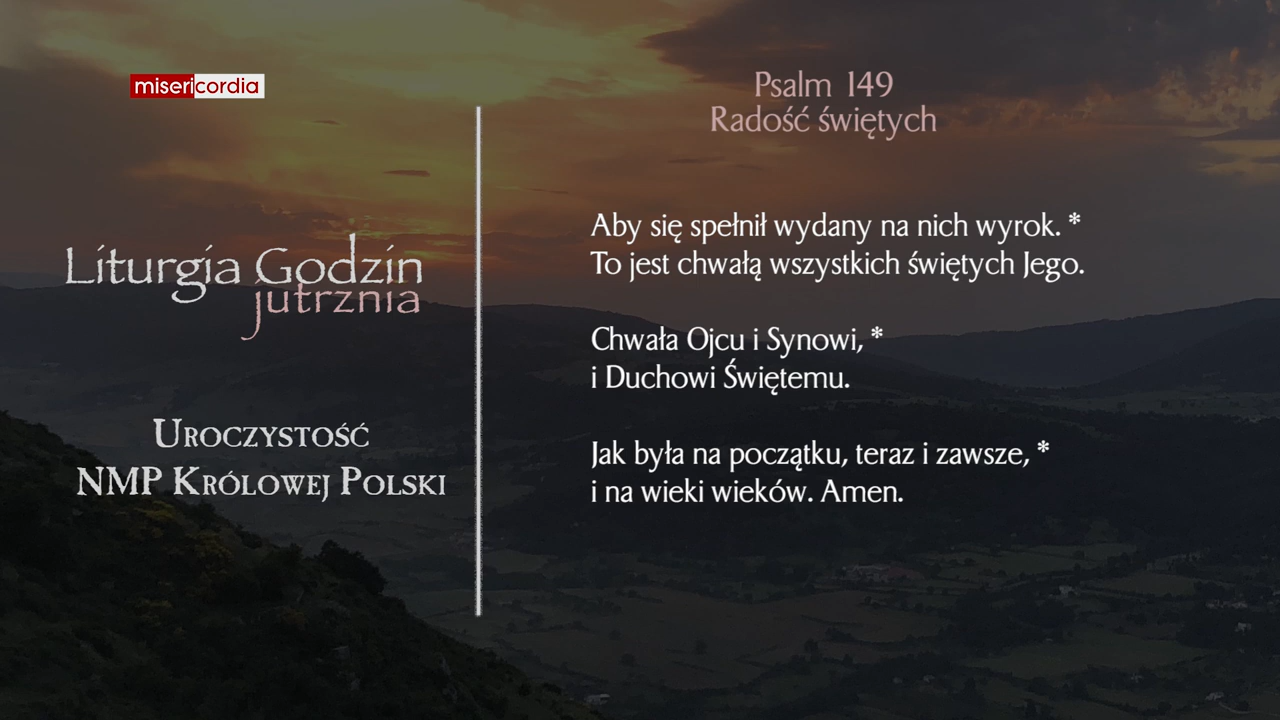 misericordia
Liturgia Godzin
jutrznia
Uroczystość
NMP Królowej Polski
Psalm 149
Radość świętych
Aby się spełnił wydany na nich wyrok. *
To jest chwałą wszystkich świętych Jego.
Chwała Ojcu i Synowi, *
i Duchowi Świętemu.
Jak była na początku, teraz i zawsze, *
i na wieki wieków. Amen.